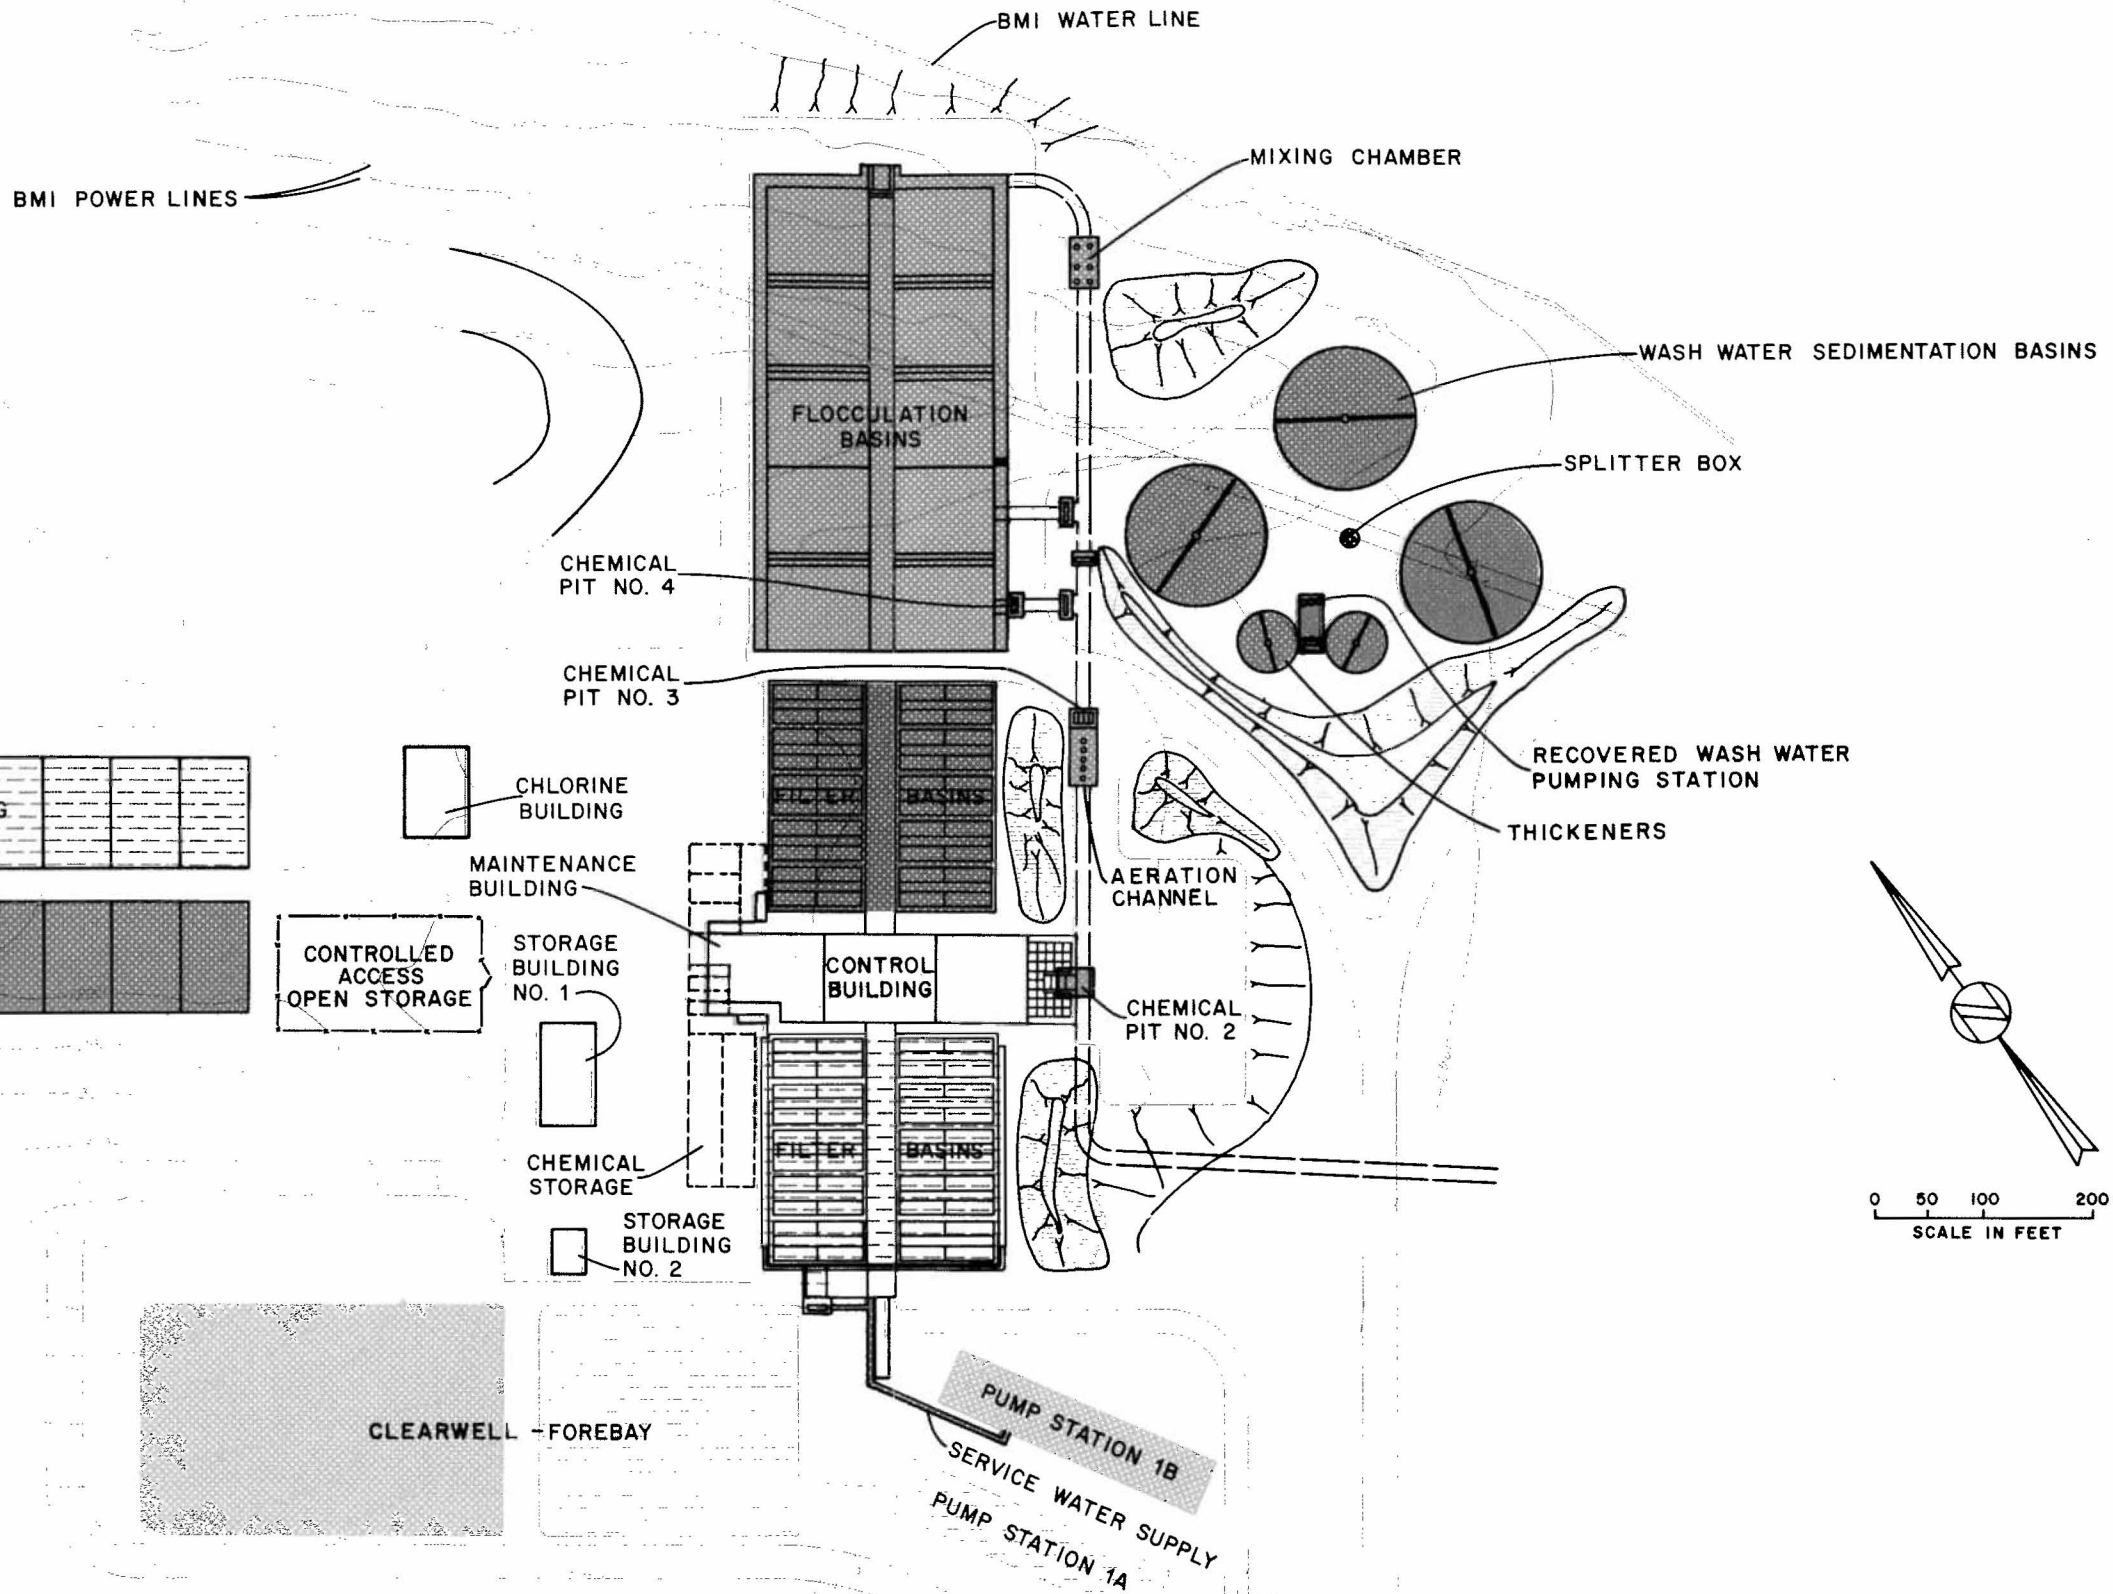 BMI WATER LINE
MIXING CHAMBER
BMI POWER LINES
WASH WATER SEDIMENTATION BASINS
FLOCCULATION
BASINS
SPLITTER BOX
CHEMICAL
PIT NO. 4
CHEMICAL
PIT NO. 3
RECOVERED WASH WATER
PUMPING STATION
CHLORINE
BUILDING
FILTER BASINS
THICKENERS
MAINTENANCE
BUILDING
AERATION
CHANNEL
CONTROLLED
ACCESS
OPEN STORAGE
STORAGE
BUILDING
NO. 1
CONTROL
BUILDING
CHEMICAL
PIT NO. 2
FILTER BASINS
CHEMICAL
STORAGE
STORAGE
BUILDING
NO. 2
0 50 100 200
SCALE IN FEET
CLEARWELL - FOREBAY
PUMP STATION 1B
SERVICE WATER SUPPLY
PUMP STATION 1A